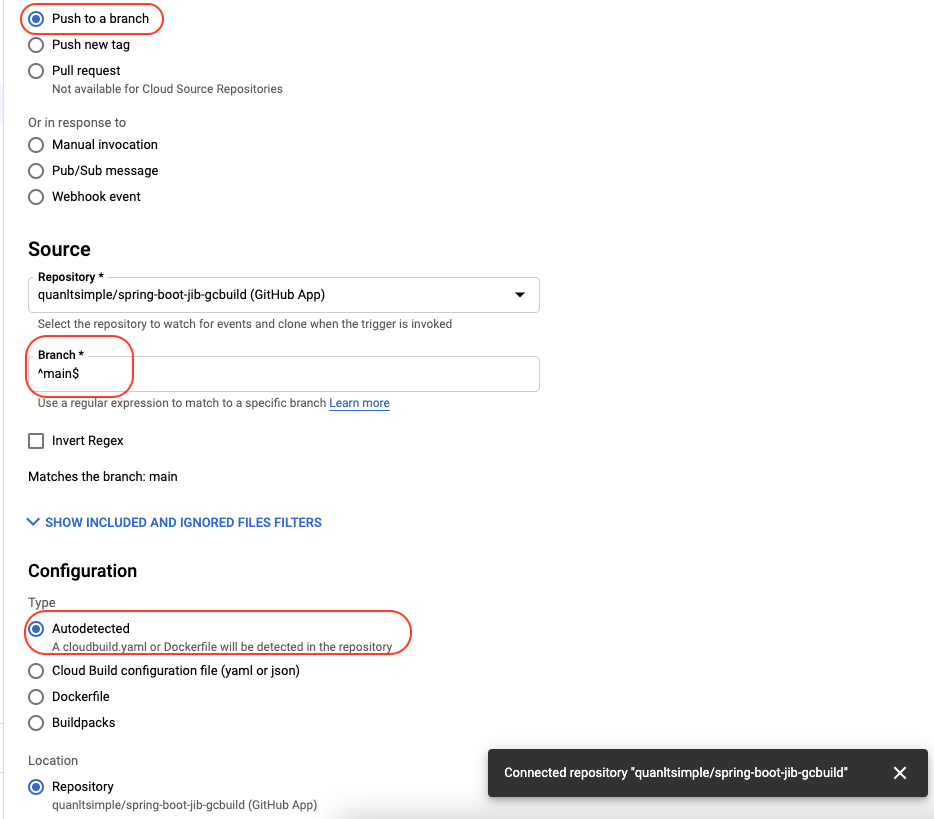 Push to a branch
Push new tag
Pull request
Not available for Cloud Source Repositories
Or in response to
Manual invocation
Pub/Sub message
Webhook event
Source
Repository *
quanltsimple/spring-boot-jib-gcbuild (GitHub App)
Select the repository to watch for events and clone when the trigger is invoked
Branch *
^main$
Use a regular expression to match to a specific branch Learn more
Invert Regex
Matches the branch: main
SHOW INCLUDED AND IGNORED FILES FILTERS
Configuration
Type
Autodetected
A cloudbuild.yaml or Dockerfile will be detected in the repository
Cloud Build configuration file (yaml or json)
Dockerfile
Buildpacks
Location
Repository
quanltsimple/spring-boot-jib-gcbuild (GitHub App)
Connected repository "quanltsimple/spring-boot-jib-gcbuild"